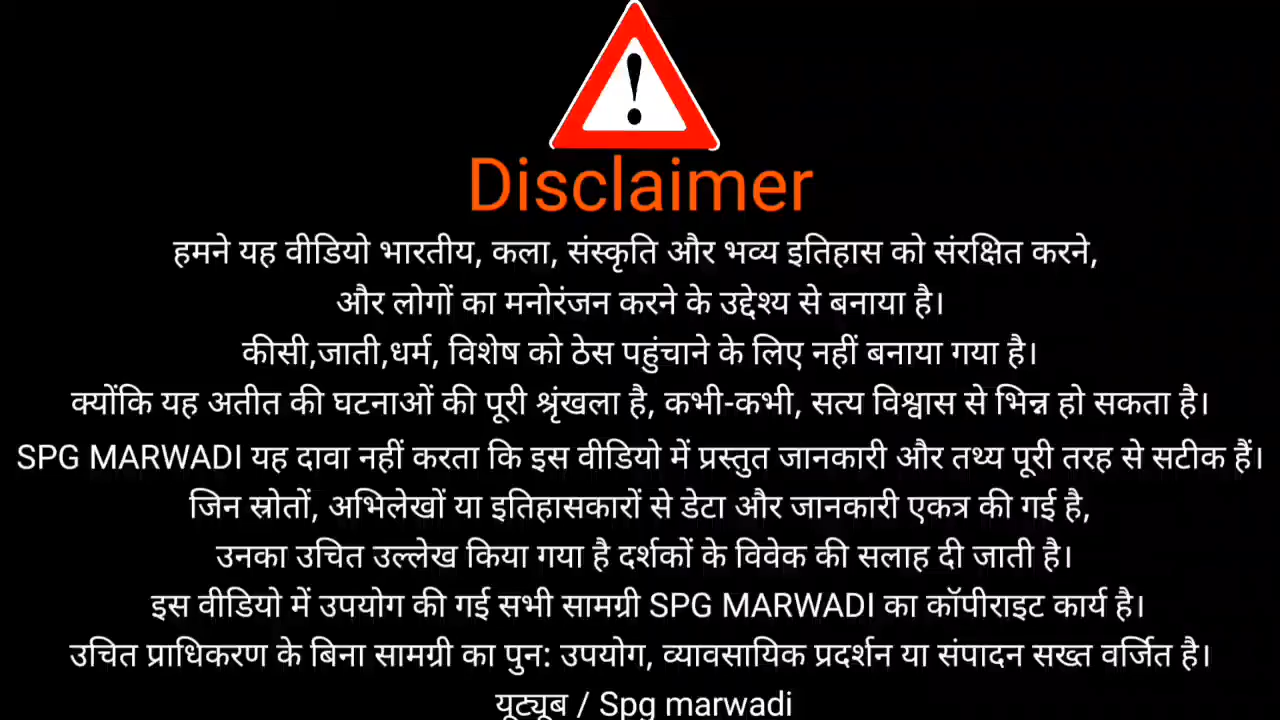 Disclaimer
हमने यह वीडियो भारतीय, कला, संस्कृति और भव्य इतिहास को संरक्षित करने,
और लोगों का मनोरंजन करने के उद्देश्य से बनाया है।
कीसी,जाती,धर्म, विशेष को ठेस पहुंचाने के लिए नहीं बनाया गया है।
क्योंकि यह अतीत की घटनाओं की पूरी श्रृंखला है, कभी-कभी, सत्य विश्वास से भिन्न हो सकता है।
SPG MARWADI यह दावा नहीं करता कि इस वीडियो में प्रस्तुत जानकारी और तथ्य पूरी तरह से सटीक हैं।
जिन स्रोतों, अभिलेखों या इतिहासकारों से डेटा और जानकारी एकत्र की गई है,
उनका उचित उल्लेख किया गया है दर्शकों के विवेक की सलाह दी जाती है।
इस वीडियो में उपयोग की गई सभी सामग्री SPG MARWADI का कॉपीराइट कार्य है।
उचित प्राधिकरण के बिना सामग्री का पुन: उपयोग, व्यावसायिक प्रदर्शन या संपादन सख्त वर्जित है।
यूट्यूब / Spg marwadi